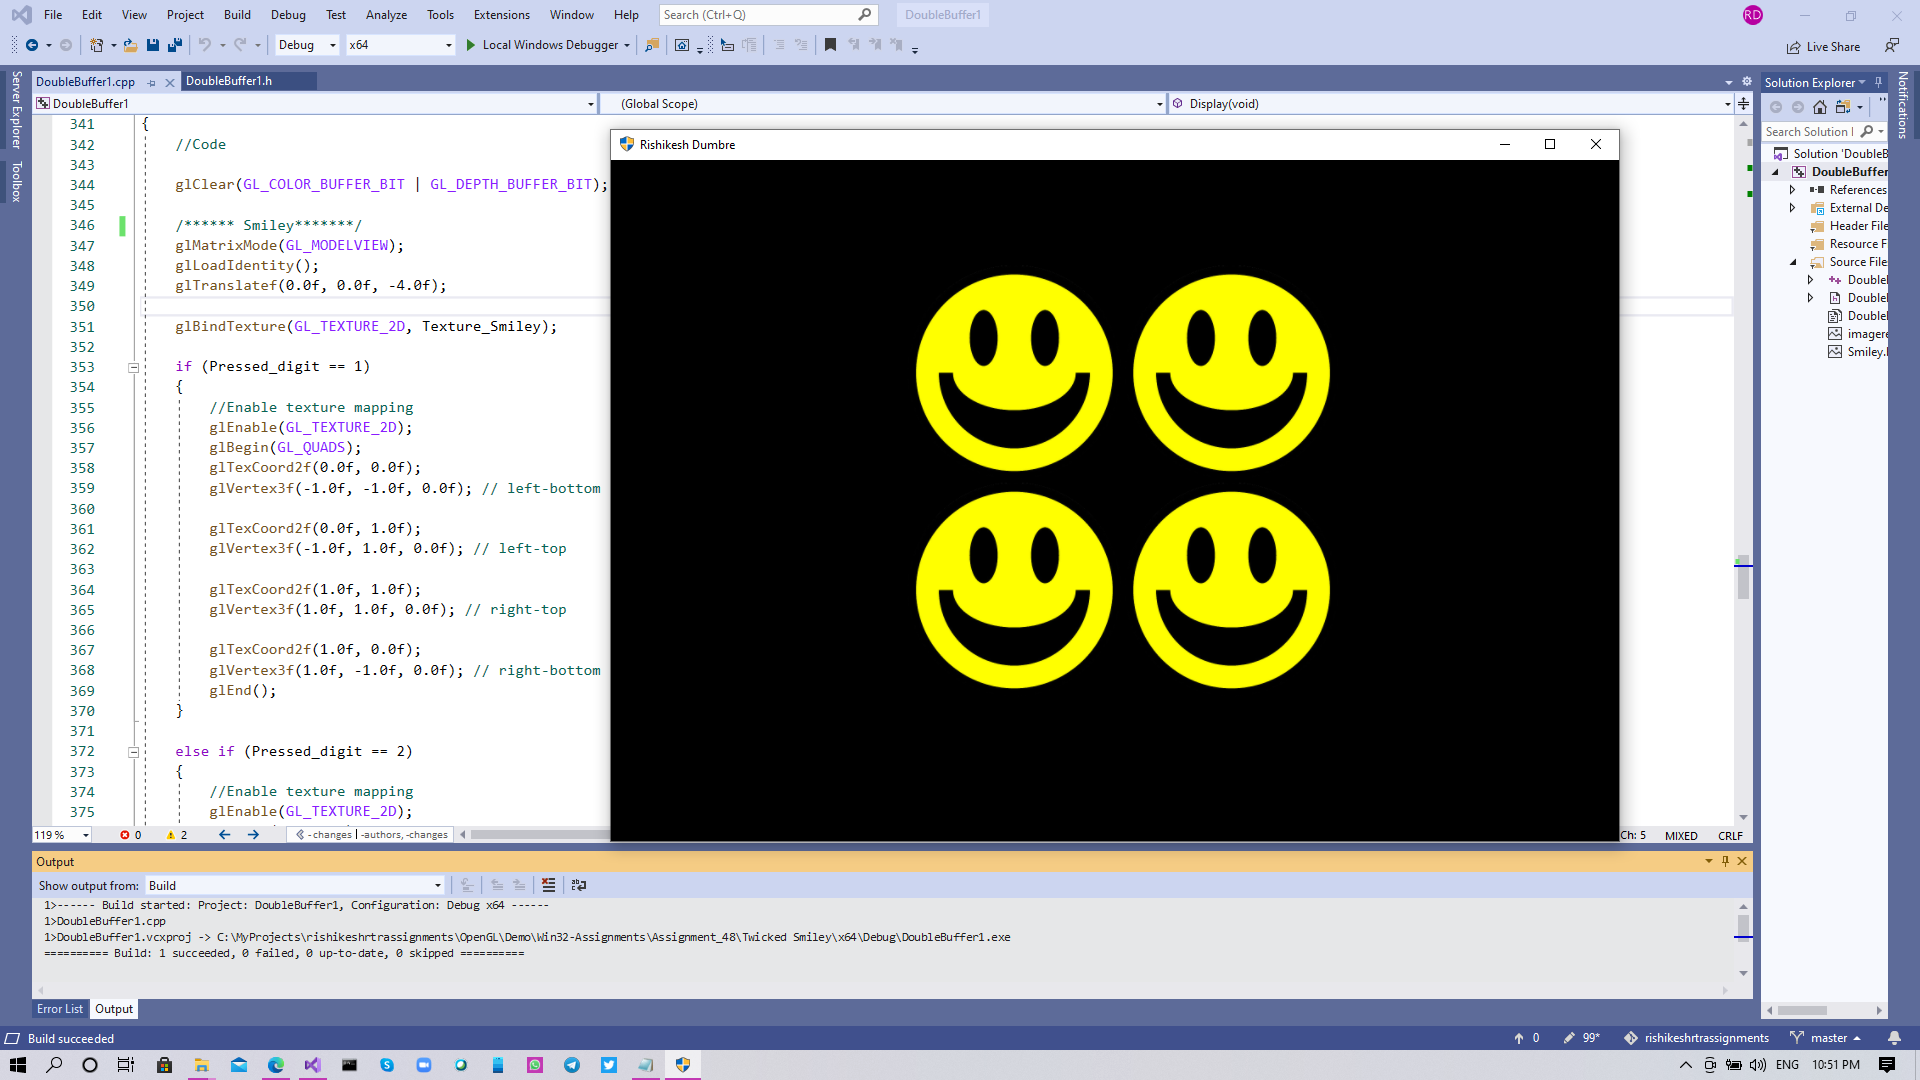 File Edit View Project Build Debug Test Analyze Tools Extensions Window Help Search (Ctrl+Q) DoubleBuffer1 RD
Debug x64 Local Windows Debugger Live Share
DoubleBuffer1.cpp DoubleBuffer1.h
Solution Explorer
Server Explorer
Toolbox
Notifications
DoubleBuffer1 (Global Scope) Display(void)
341 {
342 //Code
343
344 glClear(GL_COLOR_BUFFER_BIT | GL_DEPTH_BUFFER_BIT);
345
346 /****** Smiley*******/
347 glMatrixMode(GL_MODELVIEW);
348 glLoadIdentity();
349 glTranslatef(0.0f, 0.0f, -4.0f);
350
351 glBindTexture(GL_TEXTURE_2D, Texture_Smiley);
352
353 if (Pressed_digit == 1)
354 {
355 //Enable texture mapping
356 glEnable(GL_TEXTURE_2D);
357 glBegin(GL_QUADS);
358 glTexCoord2f(0.0f, 0.0f);
359 glVertex3f(-1.0f, -1.0f, 0.0f); // left-bottom
360
361 glTexCoord2f(0.0f, 1.0f);
362 glVertex3f(-1.0f, 1.0f, 0.0f); // left-top
363
364 glTexCoord2f(1.0f, 1.0f);
365 glVertex3f(1.0f, 1.0f, 0.0f); // right-top
366
367 glTexCoord2f(1.0f, 0.0f);
368 glVertex3f(1.0f, -1.0f, 0.0f); // right-bottom
369 glEnd();
370 }
371
372 else if (Pressed_digit == 2)
373 {
374 //Enable texture mapping
375 glEnable(GL_TEXTURE_2D);
Rishikesh Dumbre
Search Solution
Solution 'DoubleB
DoubleBuffer
References
External De
Header File
Resource F
Source File
Doublel
Doublel
Doublel
imagere
Smiley.
119 % 0 2 - changes | -authors, -changes Ch: 5 MIXED CRLF
Output
Show output from: Build
1>------ Build started: Project: DoubleBuffer1, Configuration: Debug x64 ------
1>DoubleBuffer1.cpp
1>DoubleBuffer1.vcxproj -> C:\MyProjects\rishikeshrtrassignments\OpenGL\Demo\Win32-Assignments\Assignment_48\Twicked Smiley\x64\Debug\DoubleBuffer1.exe
========== Build: 1 succeeded, 0 failed, 0 up-to-date, 0 skipped ==========
Error List Output
Build succeeded 0 99* rishikeshrtrassignments master
ENG 10:51 PM